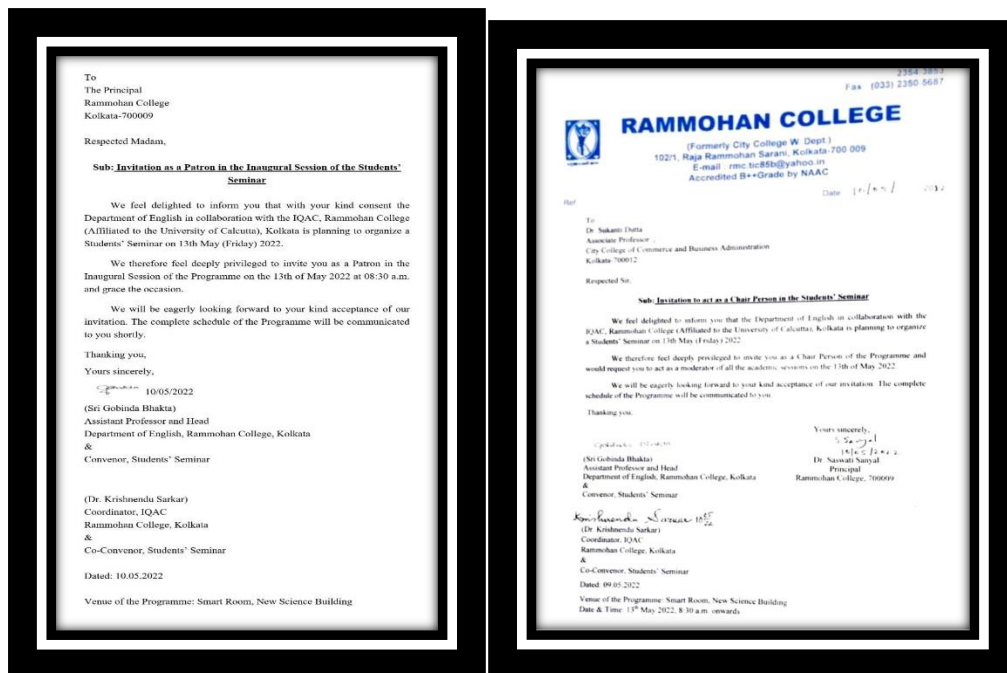 To
The Principal
Rammohan College
Kolkata-700009
Respected Madam,
Sub: Invitation as a Patron in the Inaugural Session of the Students'
Seminar
We feel delighted to inform you that with your kind consent the
Department of English in collaboration with the IQAC, Rammohan College
(Affiliated to the University of Calcutta), Kolkata is planning to organize a
Students' Seminar on 13th May (Friday) 2022.
We therefore feel deeply privileged to invite you as a Patron in the
Inaugural Session of the Programme on the 13th of May 2022 at 08:30 a.m.
and grace the occasion.
We will be eagerly looking forward to your kind acceptance of our
invitation. The complete schedule of the Programme will be communicated
to you shortly.
Thanking you,
Yours sincerely,
10/05/2022
(Sri Gobinda Bhakta)
Assistant Professor and Head
Department of English, Rammohan College, Kolkata
&
Convenor, Students' Seminar
(Dr. Krishnendu Sarkar)
Coordinator, IQAC
Rammohan College, Kolkata
&
Co-Convenor, Students' Seminar
Dated: 10.05.2022
Venue of the Programme: Smart Room, New Science Building
2354-3853
Fax (033) 2350-5687
RAMMOHAN COLLEGE
(Formerly City College W. Dept.)
102/1, Raja Rammohan Sarani, Kolkata-700 009
E-mail : rmc.tic85b@yahoo.in
Accredited B++Grade by NAAC
Ref
Date 10/05/ 2022
To
Dr. Sukanti Dutta
Associate Professor
City College of Commerce and Business Administration
Kolkata-700012
Respected Sir,
Sub: Invitation to act as a Chair Person in the Students' Seminar
We feel delighted to inform you that the Department of English in collaboration with the
IQAC, Rammohan College (Affiliated to the University of Calcutta), Kolkata is planning to organize
a Students' Seminar on 13th May (Friday) 2022.
We therefore feel deeply privileged to invite you as a Chair Person of the Programme and
would request you to act as a moderator of all the academic sessions on the 13th of May 2022.
We will be eagerly looking forward to your kind acceptance of our invitation. The complete
schedule of the Programme will be communicated to you.
Thanking you,
Yours sincerely,
S Sanyal
10/05/2022
Dr. Saswati Sanyal
Principal
Rammohan College, 700009
Gobinda Bhakta
(Sri Gobinda Bhakta)
Assistant Professor and Head
Department of English, Rammohan College, Kolkata
&
Convenor, Students' Seminar
Krishnendu Sarkar
(Dr. Krishnendu Sarkar)
Coordinator, IQAC
Rammohan College, Kolkata
&
Co-Convenor, Students' Seminar
Dated: 09.05.2022
Venue of the Programme: Smart Room, New Science Building
Date & Time: 13th May 2022, 8:30 a.m. onwards